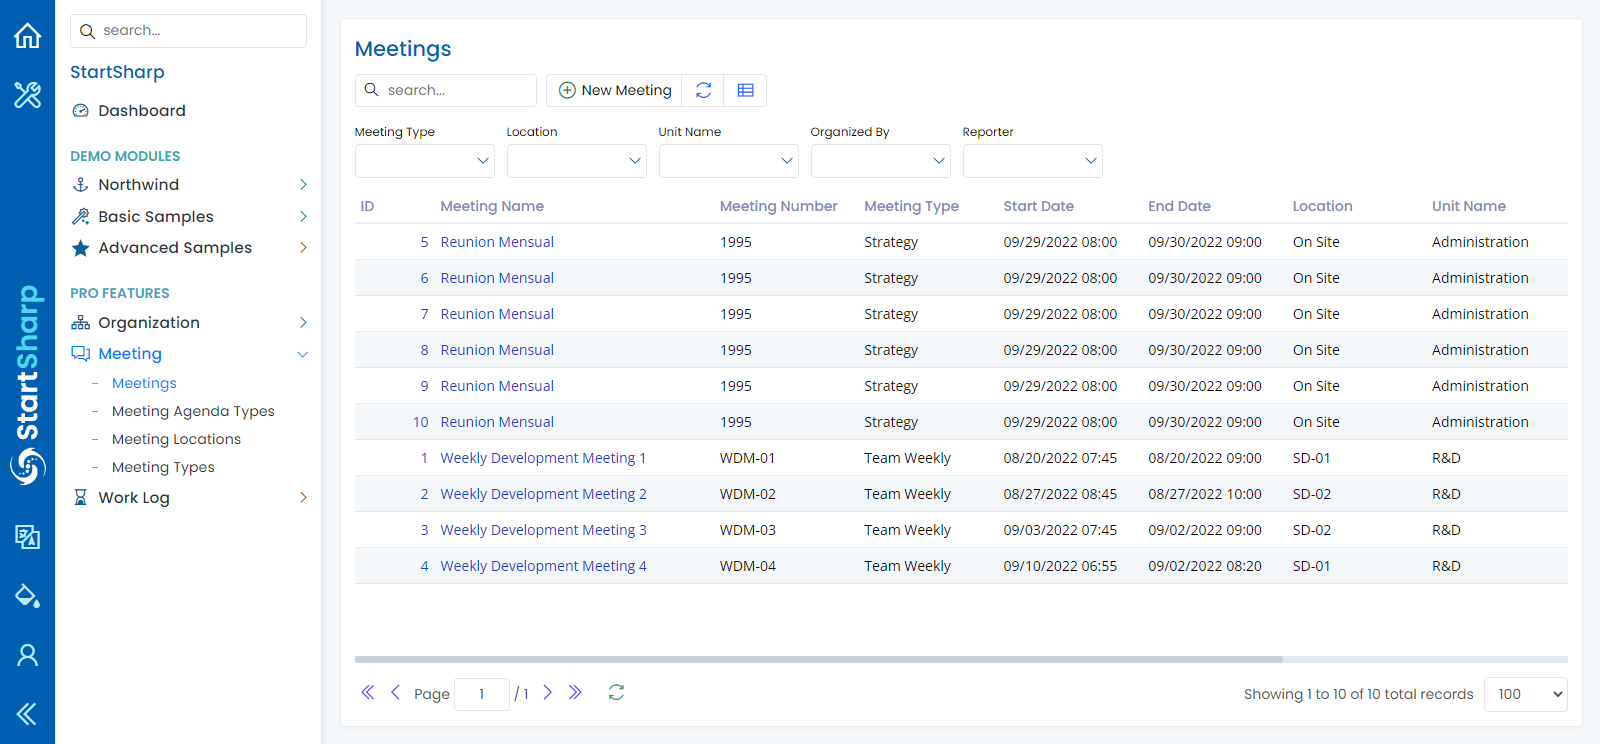 StartSharp
search...
StartSharp
Dashboard
DEMO MODULES
Northwind
Basic Samples
Advanced Samples
PRO FEATURES
Organization
Meeting
Meetings
Meeting Agenda Types
Meeting Locations
Meeting Types
Work Log
Meetings
search... New Meeting
Meeting Type Location Unit Name Organized By Reporter
ID Meeting Name Meeting Number Meeting Type Start Date End Date Location Unit Name
5 Reunion Mensual 1995 Strategy 09/29/2022 08:00 09/30/2022 09:00 On Site Administration
6 Reunion Mensual 1995 Strategy 09/29/2022 08:00 09/30/2022 09:00 On Site Administration
7 Reunion Mensual 1995 Strategy 09/29/2022 08:00 09/30/2022 09:00 On Site Administration
8 Reunion Mensual 1995 Strategy 09/29/2022 08:00 09/30/2022 09:00 On Site Administration
9 Reunion Mensual 1995 Strategy 09/29/2022 08:00 09/30/2022 09:00 On Site Administration
10 Reunion Mensual 1995 Strategy 09/29/2022 08:00 09/30/2022 09:00 On Site Administration
1 Weekly Development Meeting 1 WDM-01 Team Weekly 08/20/2022 07:45 08/20/2022 09:00 SD-01 R&D
2 Weekly Development Meeting 2 WDM-02 Team Weekly 08/27/2022 08:45 08/27/2022 10:00 SD-02 R&D
3 Weekly Development Meeting 3 WDM-03 Team Weekly 09/03/2022 07:45 09/02/2022 09:00 SD-02 R&D
4 Weekly Development Meeting 4 WDM-04 Team Weekly 09/10/2022 06:55 09/02/2022 08:20 SD-01 R&D
Page 1 / 1 Showing 1 to 10 of 10 total records 100